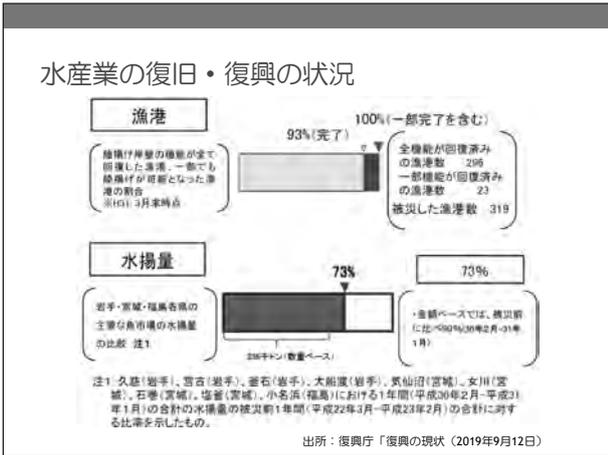 水産業の復旧・復興の状況
漁港
93%(完了)
100%(一部完了を含む)
陸揚げ岸壁の機能が全て
回復した漁港、一部でも
陸揚げが可能となった漁
港の割合
※H31.3月末時点
全機能が回復済み
の漁港数 296
一部機能が回復済み
の漁港数 23
被災した漁港数 319
水揚量
73%
73%
岩手・宮城・福島各県の
主要な魚市場の水揚量
の比較 注1
(数量ベース)
・金額ベースでは、被災前
に比べ
注1 久慈(岩手)、宮古(岩手)、釜石(岩手)、大船渡(岩手)、気仙沼(宮城)、女川(宮
城)、石巻(宮城)、塩釜(宮城)、小名浜(福島)における1年間(平成30年2月-平成31
年1月)の合計の水揚量の被災前1年間(平成22年3月-平成23年2月)の合計に対す
る比率を示したもの。
出所：復興庁「復興の現状（2019年9月12日）